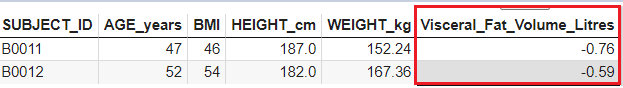 SUBJECT_ID AGE_years BMI HEIGHT_cm WEIGHT_kg Visceral_Fat_Volume_Litres
B0011 47 46 187.0 152.24 -0.76
B0012 52 54 182.0 167.36 -0.59